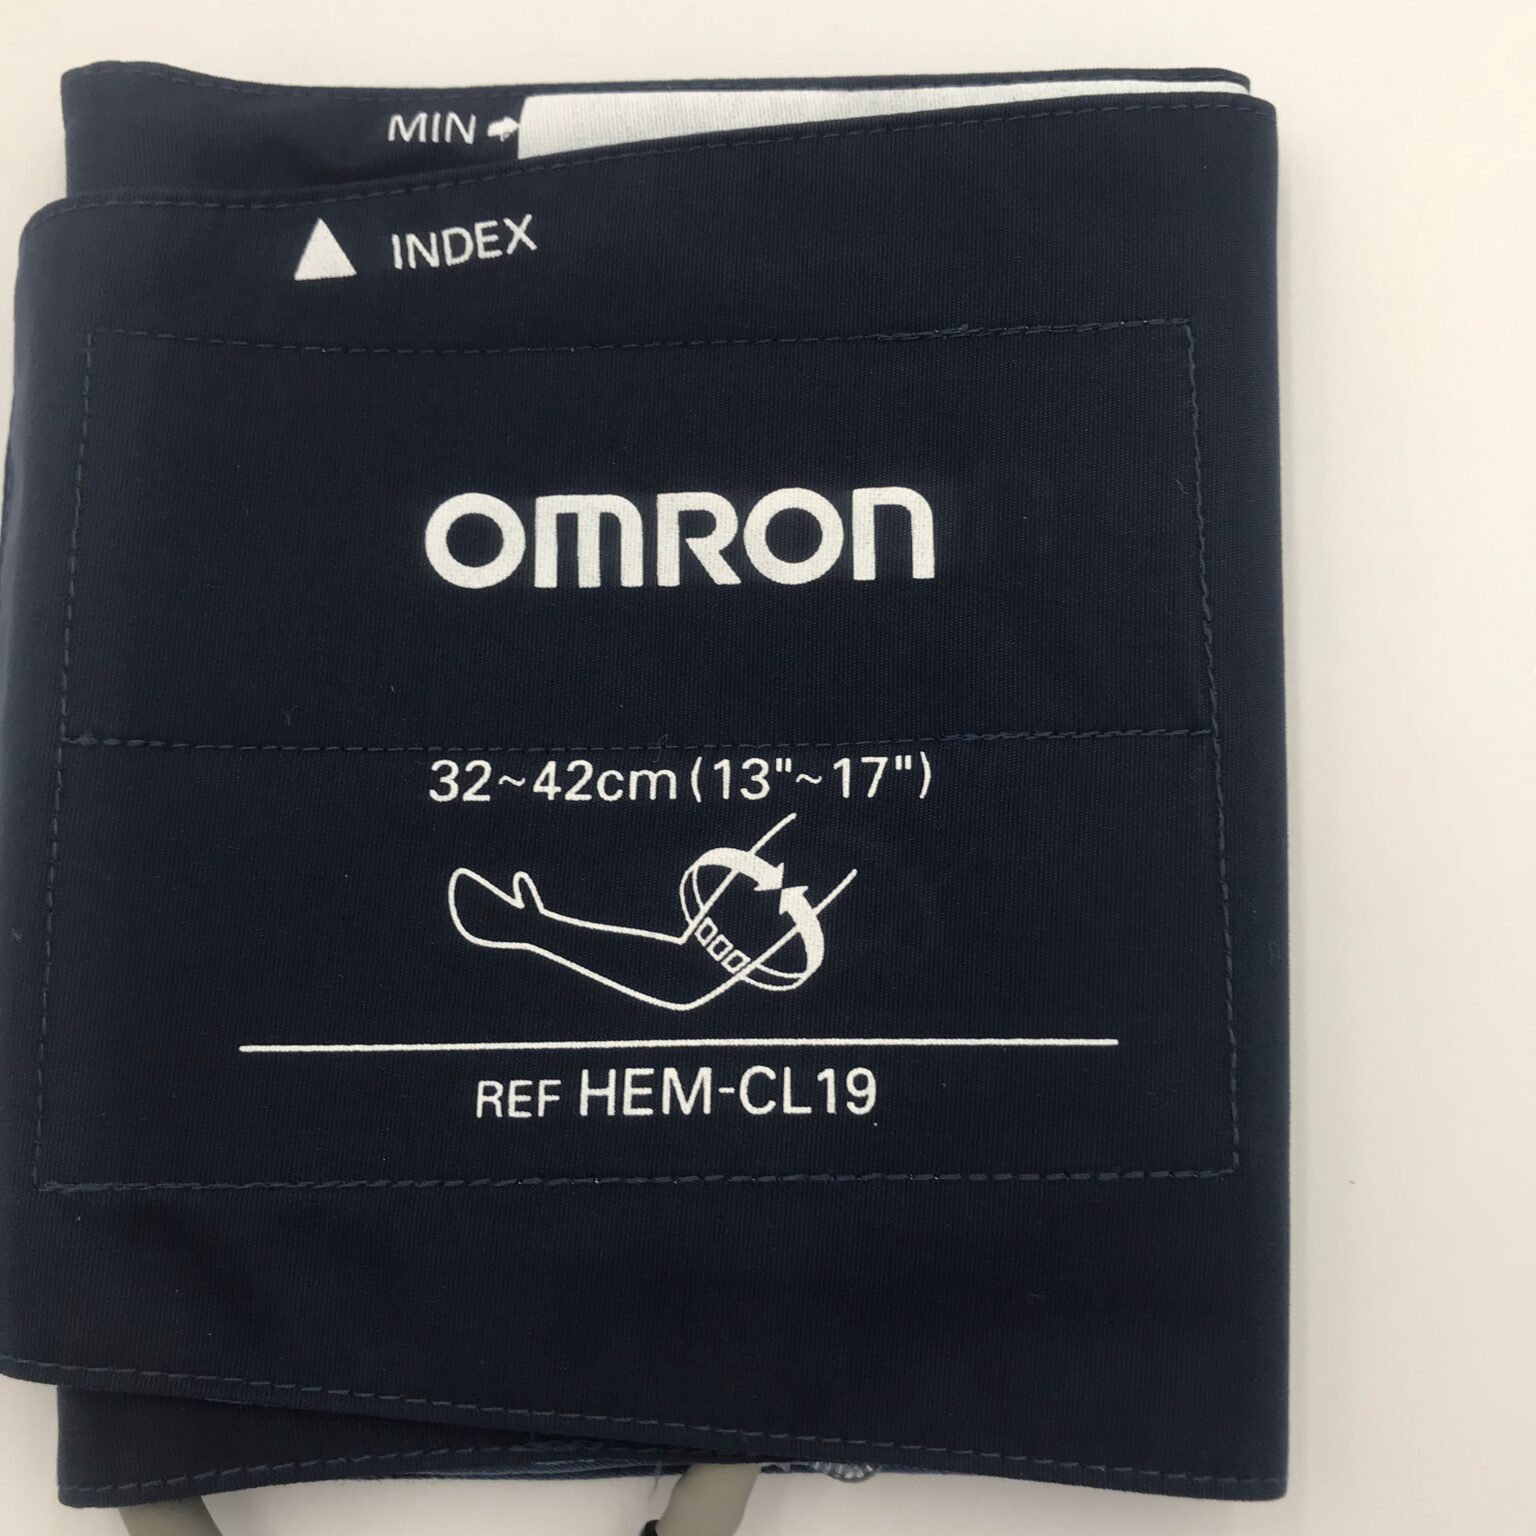 MIN
INDEX
OMRON
32~42cm (13"~17")
REF HEM-CL19